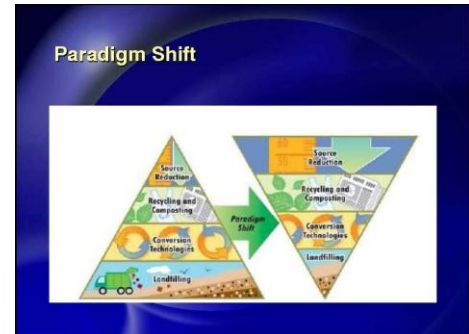 Paradigm Shift
Source
Reduction
Recycling and
Composting
Conversion
Technologies
Landfilling
Paradigm
Shift
Source
Reduction
Recycling and
Composting
Conversion
Technologies
Landfilling